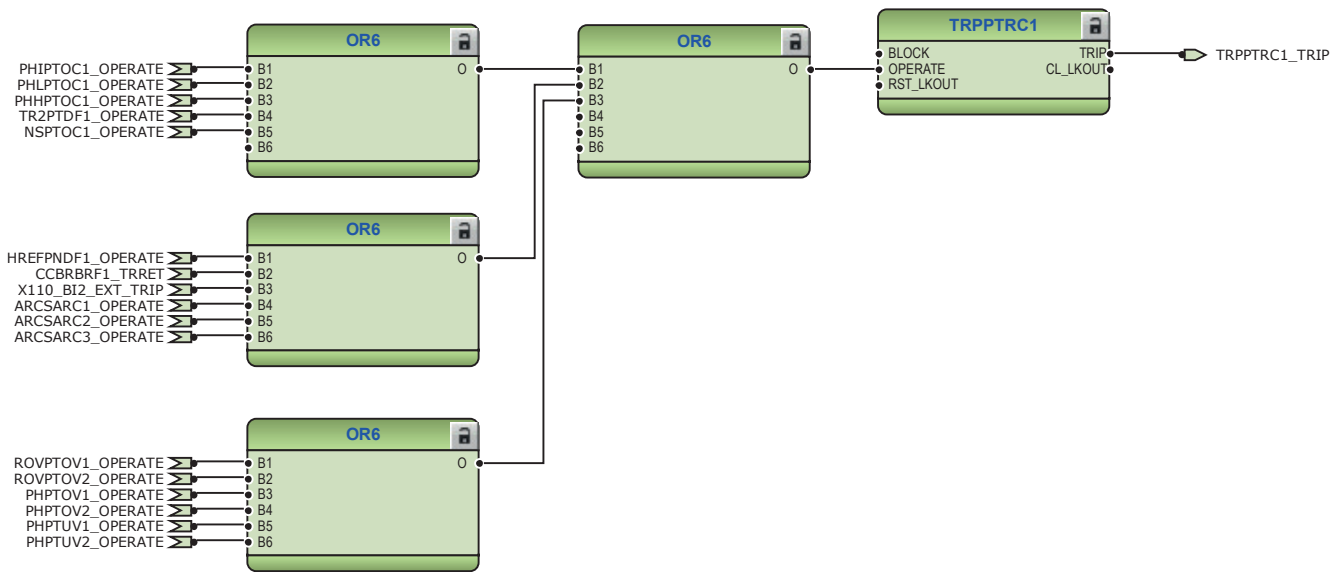 TRPPTRC1
OR6
OR6
BLOCK TRIP TRPPTRC1_TRIP
PHIPTOC1_OPERATE B1 O B1 O OPERATE CL_LKOUT
PHLPTOC1_OPERATE B2 B2 RST_LKOUT
PHHPTOC1_OPERATE B3 B3
TR2PTDF1_OPERATE B4 B4
NSPTOC1_OPERATE B5 B5
B6 B6
OR6
HREFPNDF1_OPERATE B1 O
CCBRBRF1_TRRET B2
X110_BI2_EXT_TRIP B3
ARCSARC1_OPERATE B4
ARCSARC2_OPERATE B5
ARCSARC3_OPERATE B6
OR6
ROVPTOV1_OPERATE B1 O
ROVPTOV2_OPERATE B2
PHPTOV1_OPERATE B3
PHPTOV2_OPERATE B4
PHPTUV1_OPERATE B5
PHPTUV2_OPERATE B6